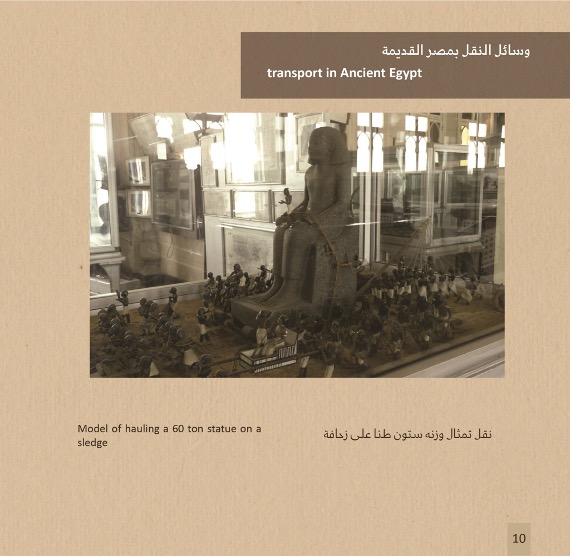 وسائل النقل بمصر القديمة
transport in Ancient Egypt
Model of hauling a 60 ton statue on a
sledge
نقل تمثال وزنه ستون طنا على زحافة
10